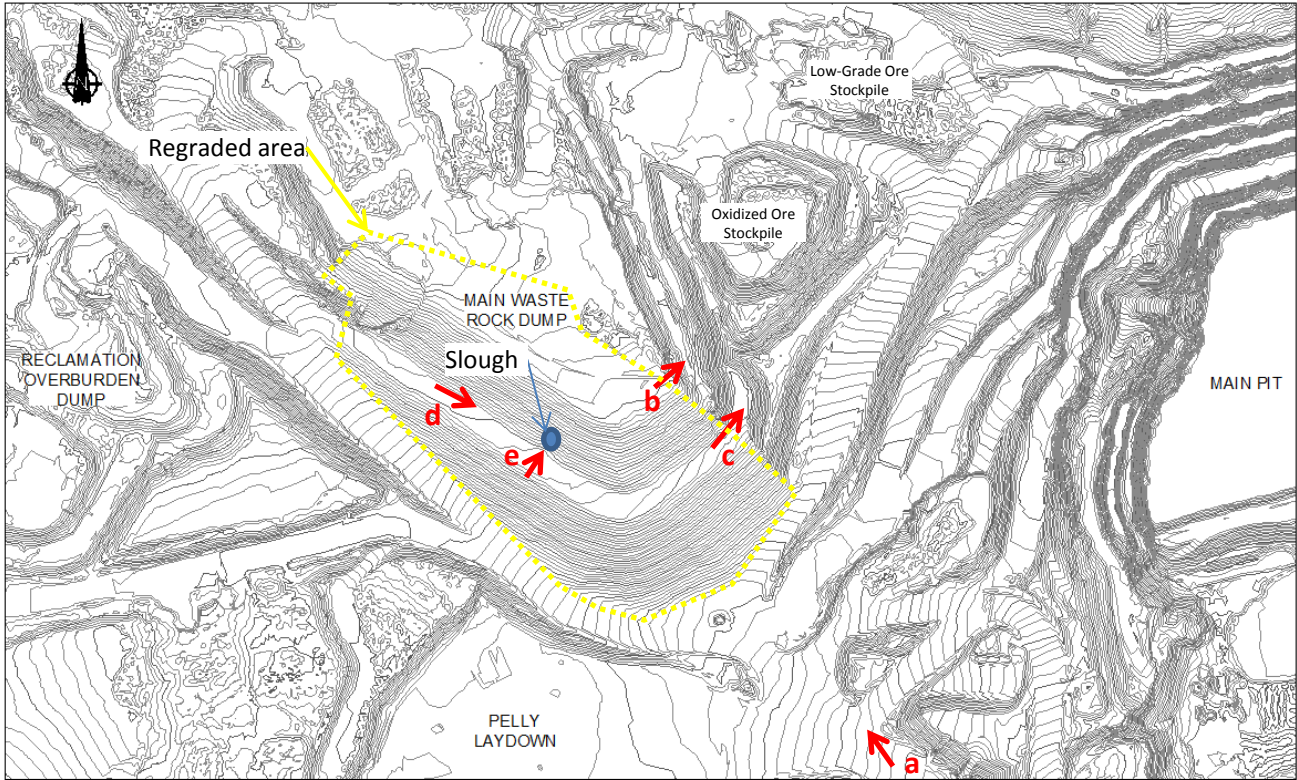 Low-Grade Ore
Stockpile
Regraded area
Oxidized Ore
Stockpile
MAIN WASTE
ROCK DUMP
Slough
RECLAMATION
OVERBURDEN
DUMP
MAIN PIT
b
d
c
e
PELLY
LAYDOWN
a